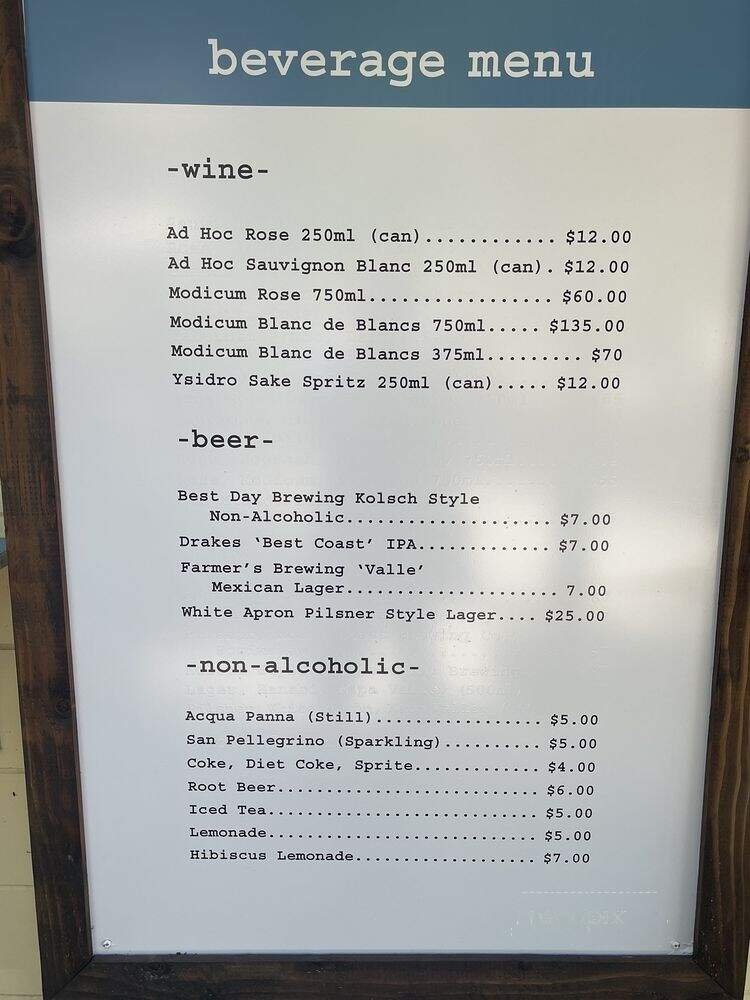 beverage menu
-wine-
Ad Hoc Rose 250ml (can)............ $12.00
Ad Hoc Sauvignon Blanc 250ml (can). $12.00
Modicum Rose 750ml................. $60.00
Modicum Blanc de Blancs 750ml..... $135.00
Modicum Blanc de Blancs 375ml......... $70
Ysidro Sake Spritz 250ml (can)..... $12.00
-beer-
Best Day Brewing Kolsch Style
Non-Alcoholic................... $7.00
Drakes ‘Best Coast’ IPA............ $7.00
Farmer’s Brewing ‘Valle’
Mexican Lager.................... 7.00
White Apron Pilsner Style Lager.... $25.00
-non-alcoholic-
Acqua Panna (Still)................ $5.00
San Pellegrino (Sparkling).......... $5.00
Coke, Diet Coke, Sprite............. $4.00
Root Beer........................... $6.00
Iced Tea............................ $5.00
Lemonade............................ $5.00
Hibiscus Lemonade................... $7.00